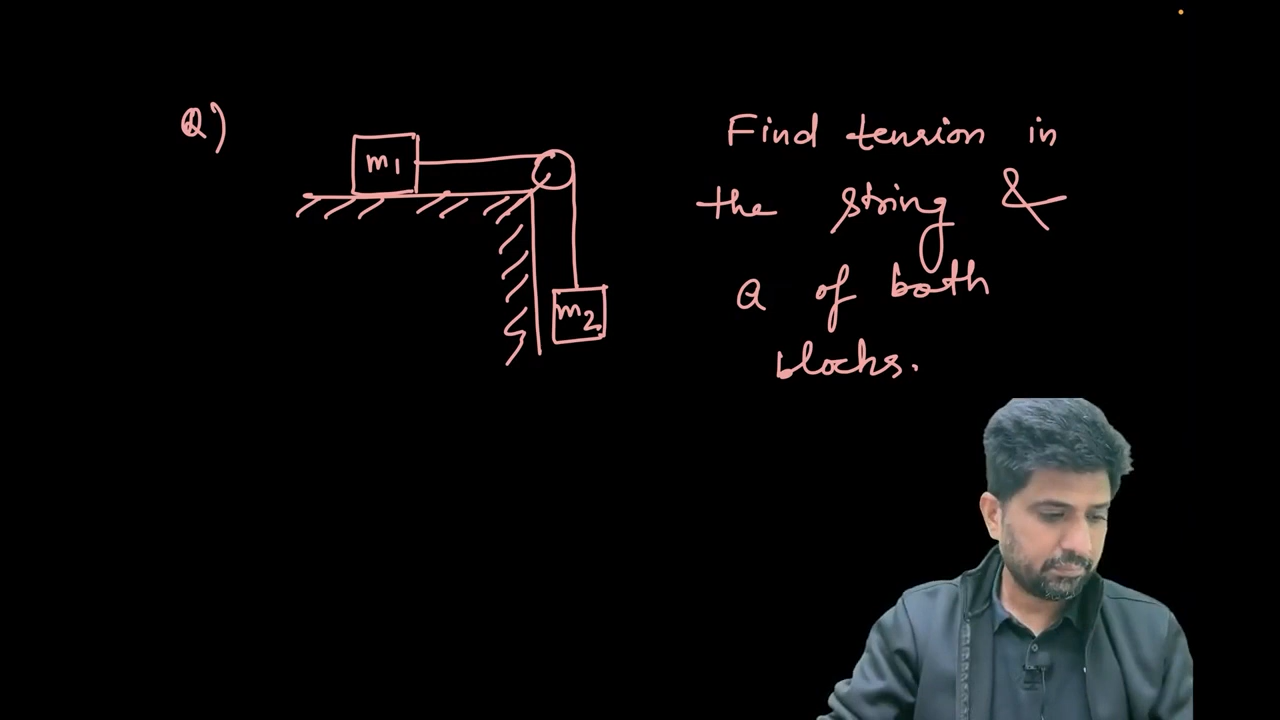 Q)
m1
m2
Find tension in
the string &
a of both
blocks.